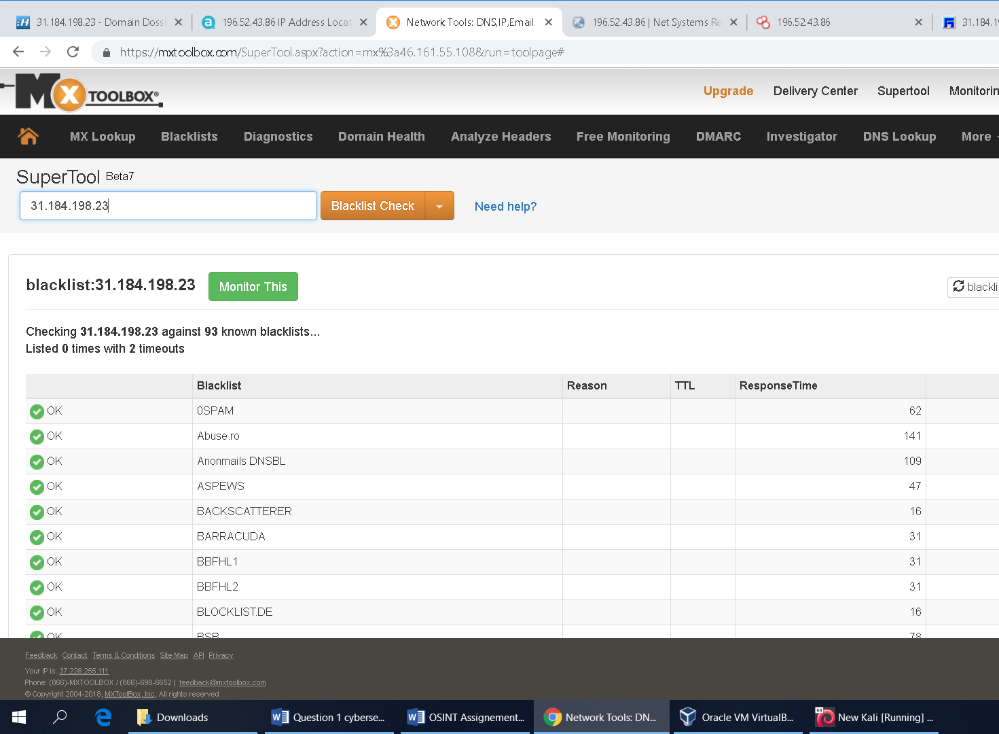 31.184.198.23 - Domain Dossi
196.52.43.86 IP Address Locat
Network Tools: DNS,IP,Email
196.52.43.86 | Net Systems Re
196.52.43.86
31.184.19
https://mxtoolbox.com/SuperTool.aspx?action=mx%3a46.161.55.108&run=toolpage#
MX TOOLBOX®
Upgrade Delivery Center Supertool Monitorin
MX Lookup Blacklists Diagnostics Domain Health Analyze Headers Free Monitoring DMARC Investigator DNS Lookup More
SuperTool Beta7
31.184.198.23 Blacklist Check Need help?
blacklist:31.184.198.23 Monitor This blackli
Checking 31.184.198.23 against 93 known blacklists...
Listed 0 times with 2 timeouts
Blacklist Reason TTL ResponseTime
OK 0SPAM 62
OK Abuse.ro 141
OK Anonmails DNSBL 109
OK ASPEWS 47
OK BACKSCATTERER 16
OK BARRACUDA 31
OK BBFHL1 31
OK BBFHL2 31
OK BLOCKLIST.DE 16
OK BSB 78
Feedback Contact Terms & Conditions Site Map API Privacy
Your IP is: 37.228.255.111
Phone: (866)-MXTOOLBOX / (866)-698-6652 | feedback@mxtoolbox.com
© Copyright 2004-2018, MXToolBox, Inc, All rights reserved
Downloads
Question 1 cyberse...
OSINT Assignement...
Network Tools: DN...
Oracle VM VirtualB...
64 New Kali [Running] ...